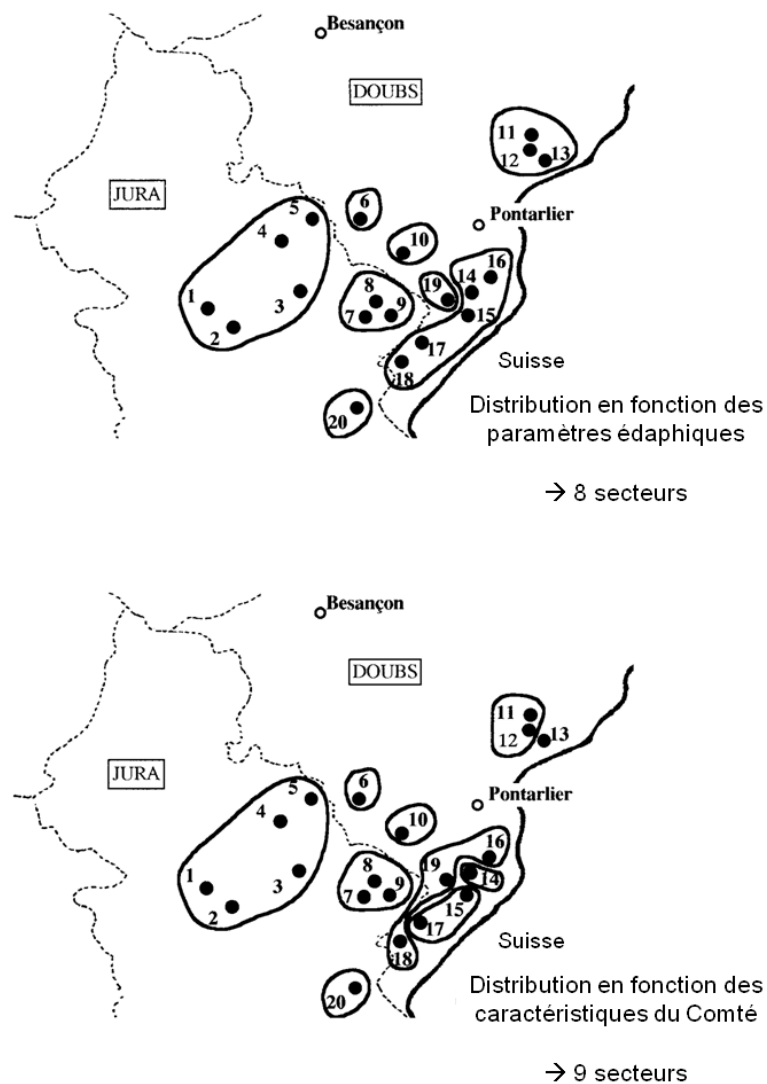 Besançon
DOUBS
11
12
13
JURA
5
6
Pontarlier
4
10
16
8
19
14
1
3
7
9
15
2
17
Suisse
18
Distribution en fonction des
20
paramètres édaphiques
→ 8 secteurs
Besançon
DOUBS
11
12
13
JURA
5
6
Pontarlier
4
10
16
8
19
14
1
3
7
9
15
2
17
Suisse
18
20
Distribution en fonction des
caractéristiques du Comté
→ 9 secteurs